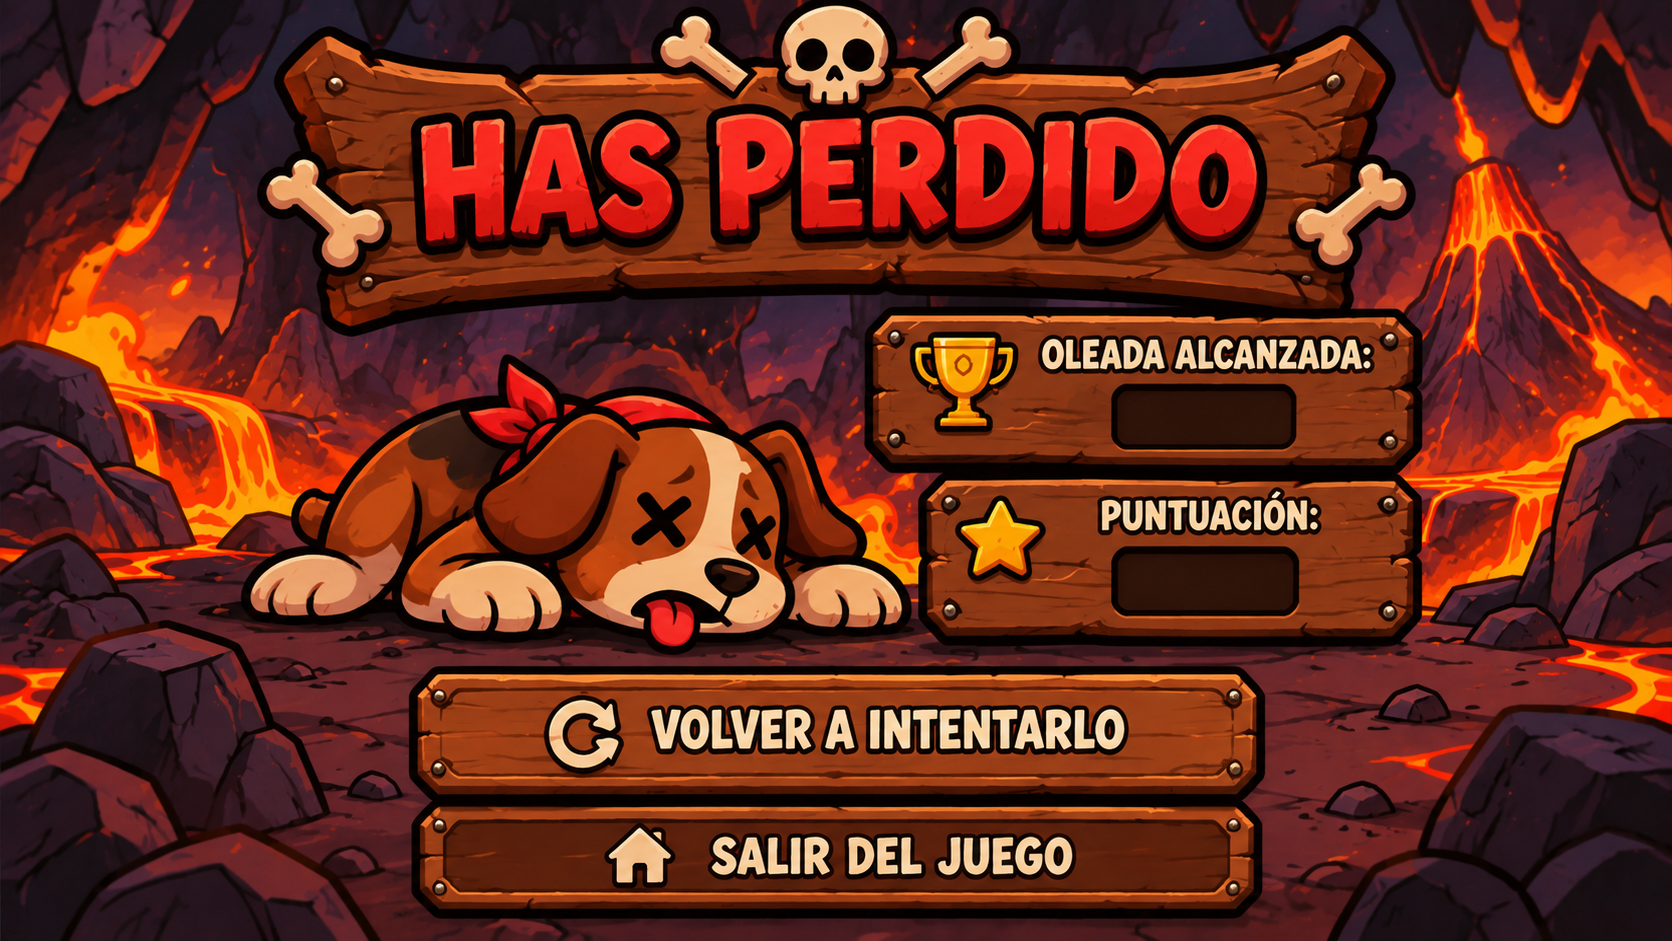 HAS PERDIDO
OLEADA ALCANZADA:
PUNTUACIÓN:
VOLVER A INTENTARLO
SALIR DEL JUEGO